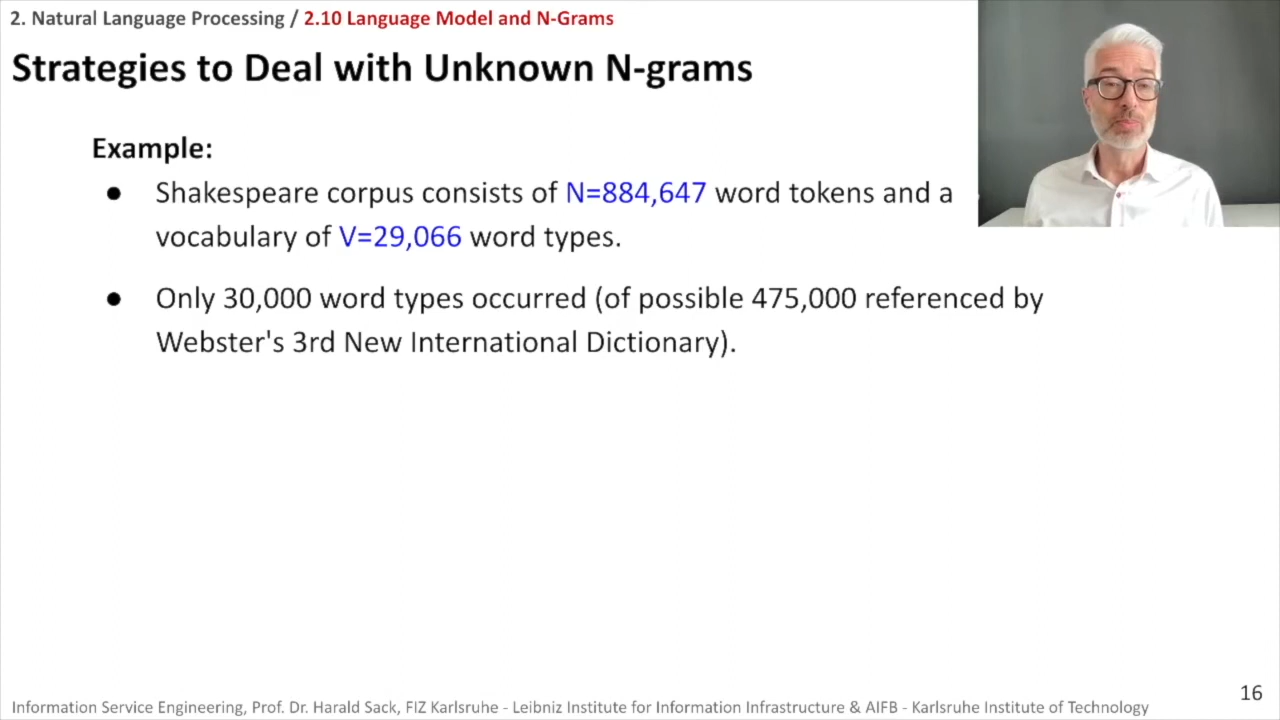 2. Natural Language Processing / 2.10 Language Model and N-Grams
Strategies to Deal with Unknown N-grams
Example:
● Shakespeare corpus consists of N=884,647 word tokens and a
vocabulary of V=29,066 word types.
● Only 30,000 word types occurred (of possible 475,000 referenced by
Webster's 3rd New International Dictionary).
16
Information Service Engineering, Prof. Dr. Harald Sack, FIZ Karlsruhe - Leibniz Institute for Information Infrastructure & AIFB - Karlsruhe Institute of Technology